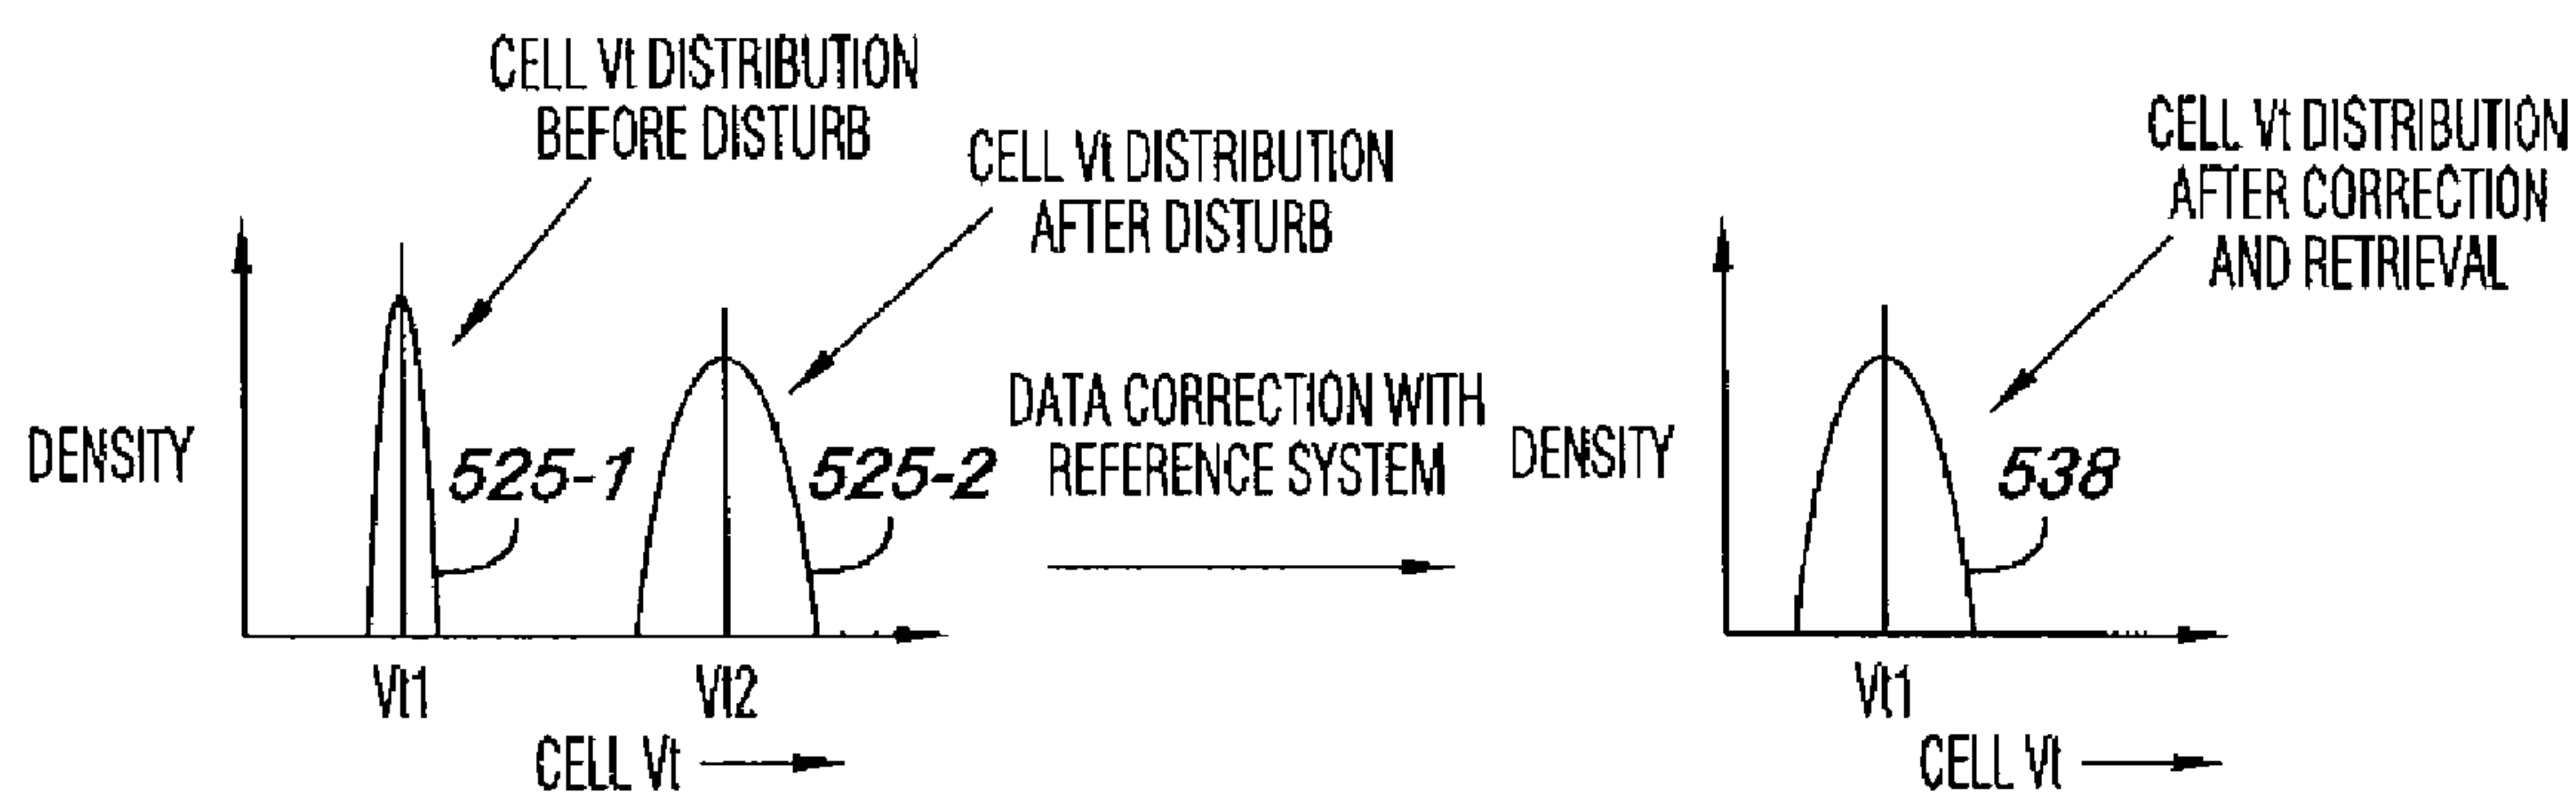 CELL Vt DISTRIBUTION
BEFORE DISTURB
CELL Vt DISTRIBUTION
AFTER DISTURB
DENSITY
525-1
525-2
Vt1
Vt2
CELL Vt
DATA CORRECTION WITH
REFERENCE SYSTEM
CELL Vt DISTRIBUTION
AFTER CORRECTION
AND RETRIEVAL
DENSITY
538
Vt1
CELL Vt